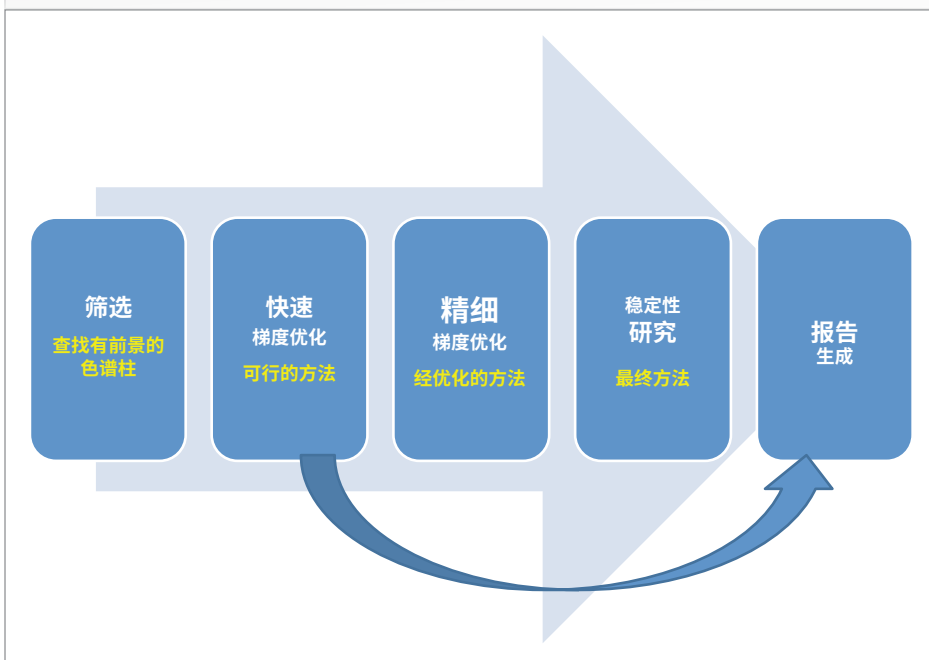 筛选
查找有前景的
色谱柱
快速
梯度优化
可行的方法
精细
梯度优化
经优化的方法
稳定性
研究
最终方法
报告
生成